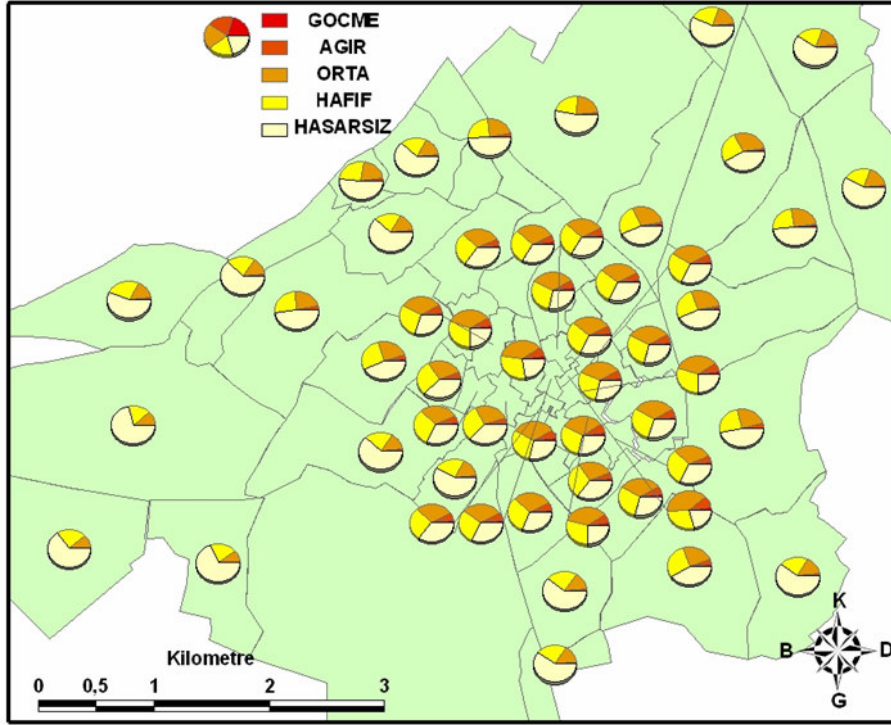 GOCME
AGIR
ORTA
HAFIF
HASARSIZ
K
B D
G
Kilometre
0 0,5 1 2 3